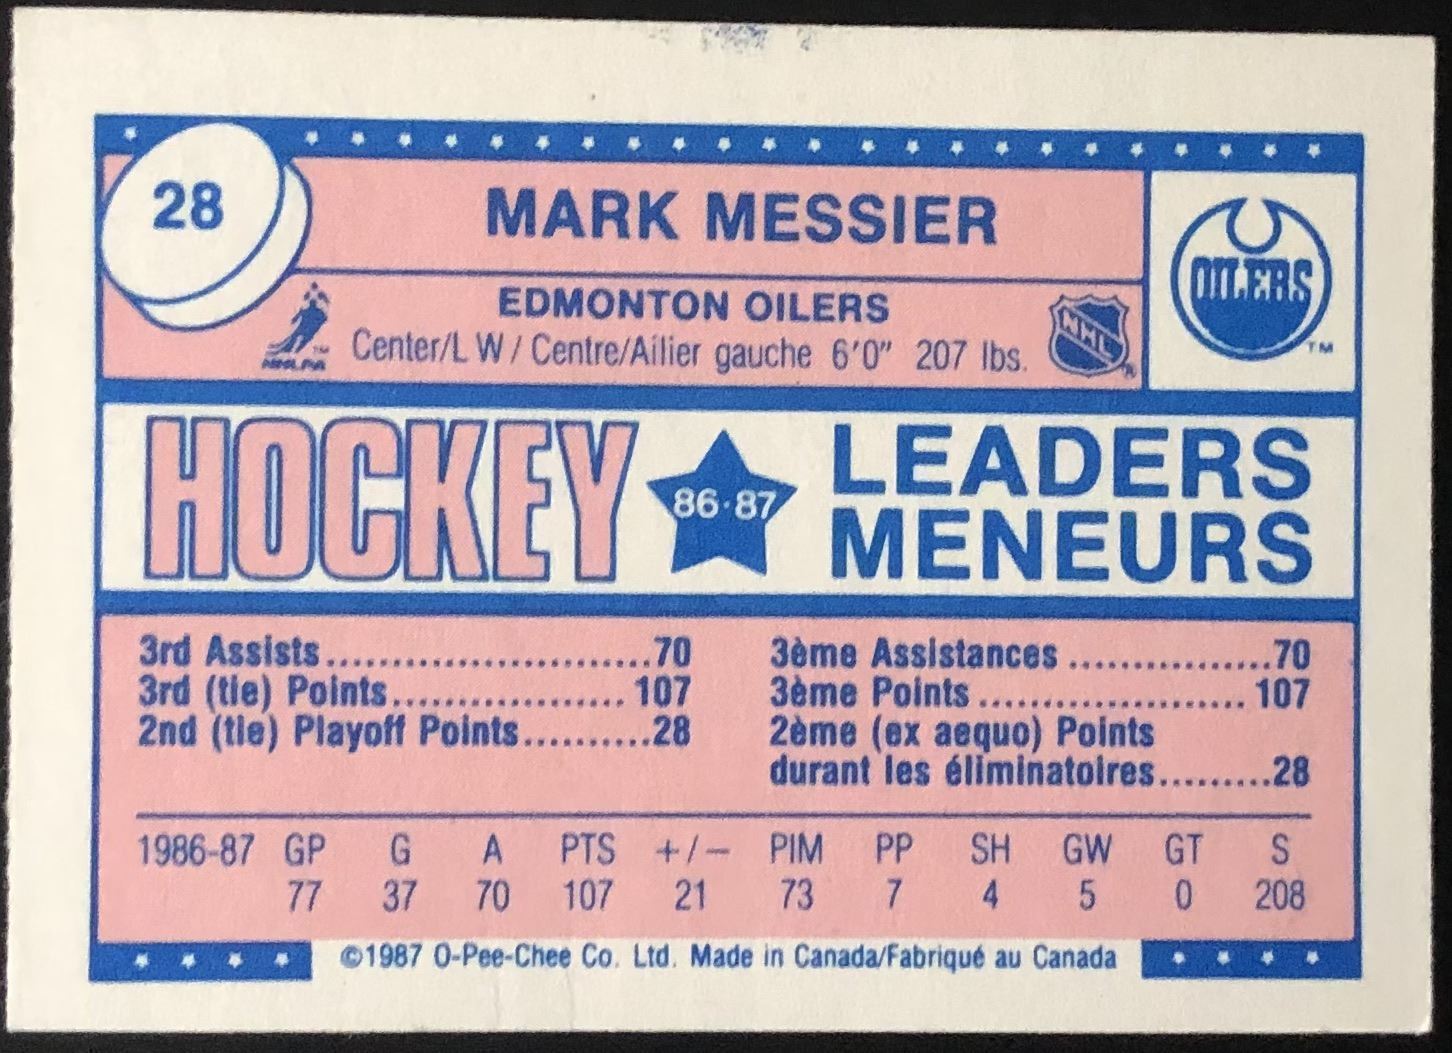 28
MARK MESSIER
OILERS
TM
EDMONTON OILERS
Center/L W / Centre/Ailier gauche 6'0" 207 lbs.
TM
NHLPA
NHL
®
HOCKEY
86·87
LEADERS
MENEURS
3rd Assists..........................70
3rd (tie) Points................... 107
2nd (tie) Playoff Points..........28
3ème Assistances ................70
3ème Points ..................... 107
2ème (ex aequo) Points
durant les éliminatoires.........28
1986-87 GP G A PTS +/− PIM PP SH GW GT S
77 37 70 107 21 73 7 4 5 0 208
©1987 O-Pee-Chee Co. Ltd. Made in Canada/Fabriqué au Canada